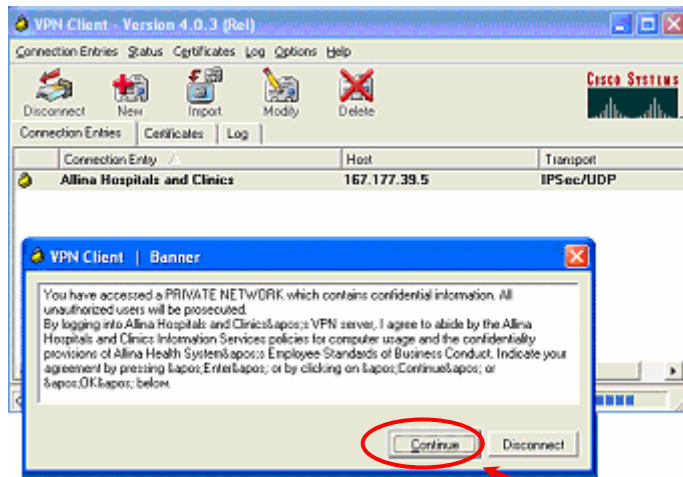 VPN Client - Version 4.0.3 (Rel)
Connection Entries Status Certificates Log Options Help
Disconnect New Import Modify Delete
CISCO SYSTEMS
Connection Entries Certificates Log
Connection Entry Host Transport
Allina Hospitals and Clinics 167.177.39.5 IPSec/UDP
VPN Client | Banner
You have accessed a PRIVATE NETWORK which contains confidential information. All
unauthorized users will be prosecuted.
By logging into Allina Hospitals and Clinics&apos;s VPN server, I agree to abide by the Allina
Hospitals and Clinics Information Services policies for computer usage and the confidentiality
provisions of Allina Health System&apos;s Employee Standards of Business Conduct. Indicate your
agreement by pressing &apos;Enter&apos; or by clicking on &apos;Continue&apos; or
&apos;OK&apos; below.
Continue Disconnect